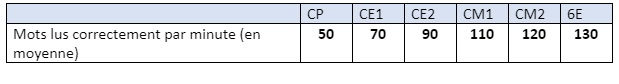 CP CE1 CE2 CM1 CM2 6E
Mots lus correctement par minute (en 50 70 90 110 120 130
moyenne)